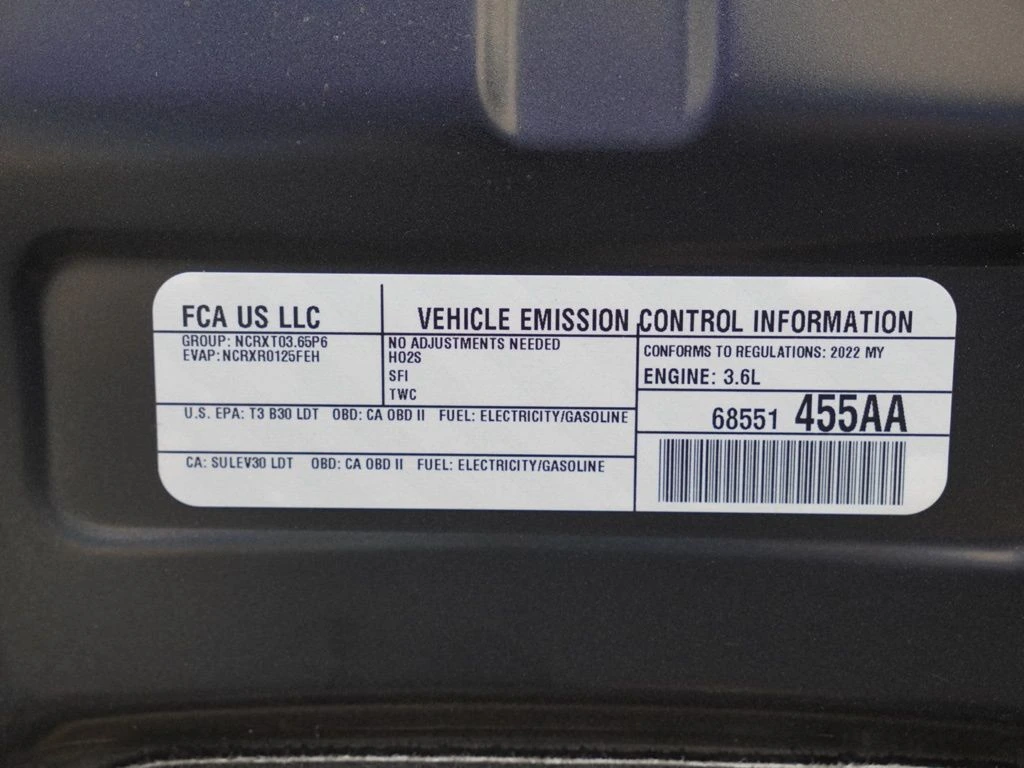 FCA US LLC
VEHICLE EMISSION CONTROL INFORMATION
GROUP: NCRXT03.65P6
EVAP: NCRXR0125FEH
NO ADJUSTMENTS NEEDED
HO2S
SFI
TWC
CONFORMS TO REGULATIONS: 2022 MY
ENGINE: 3.6L
U.S. EPA: T3 B30 LDT OBD: CA OBD II FUEL: ELECTRICITY/GASOLINE
68551 455AA
CA: SULEV30 LDT OBD: CA OBD II FUEL: ELECTRICITY/GASOLINE